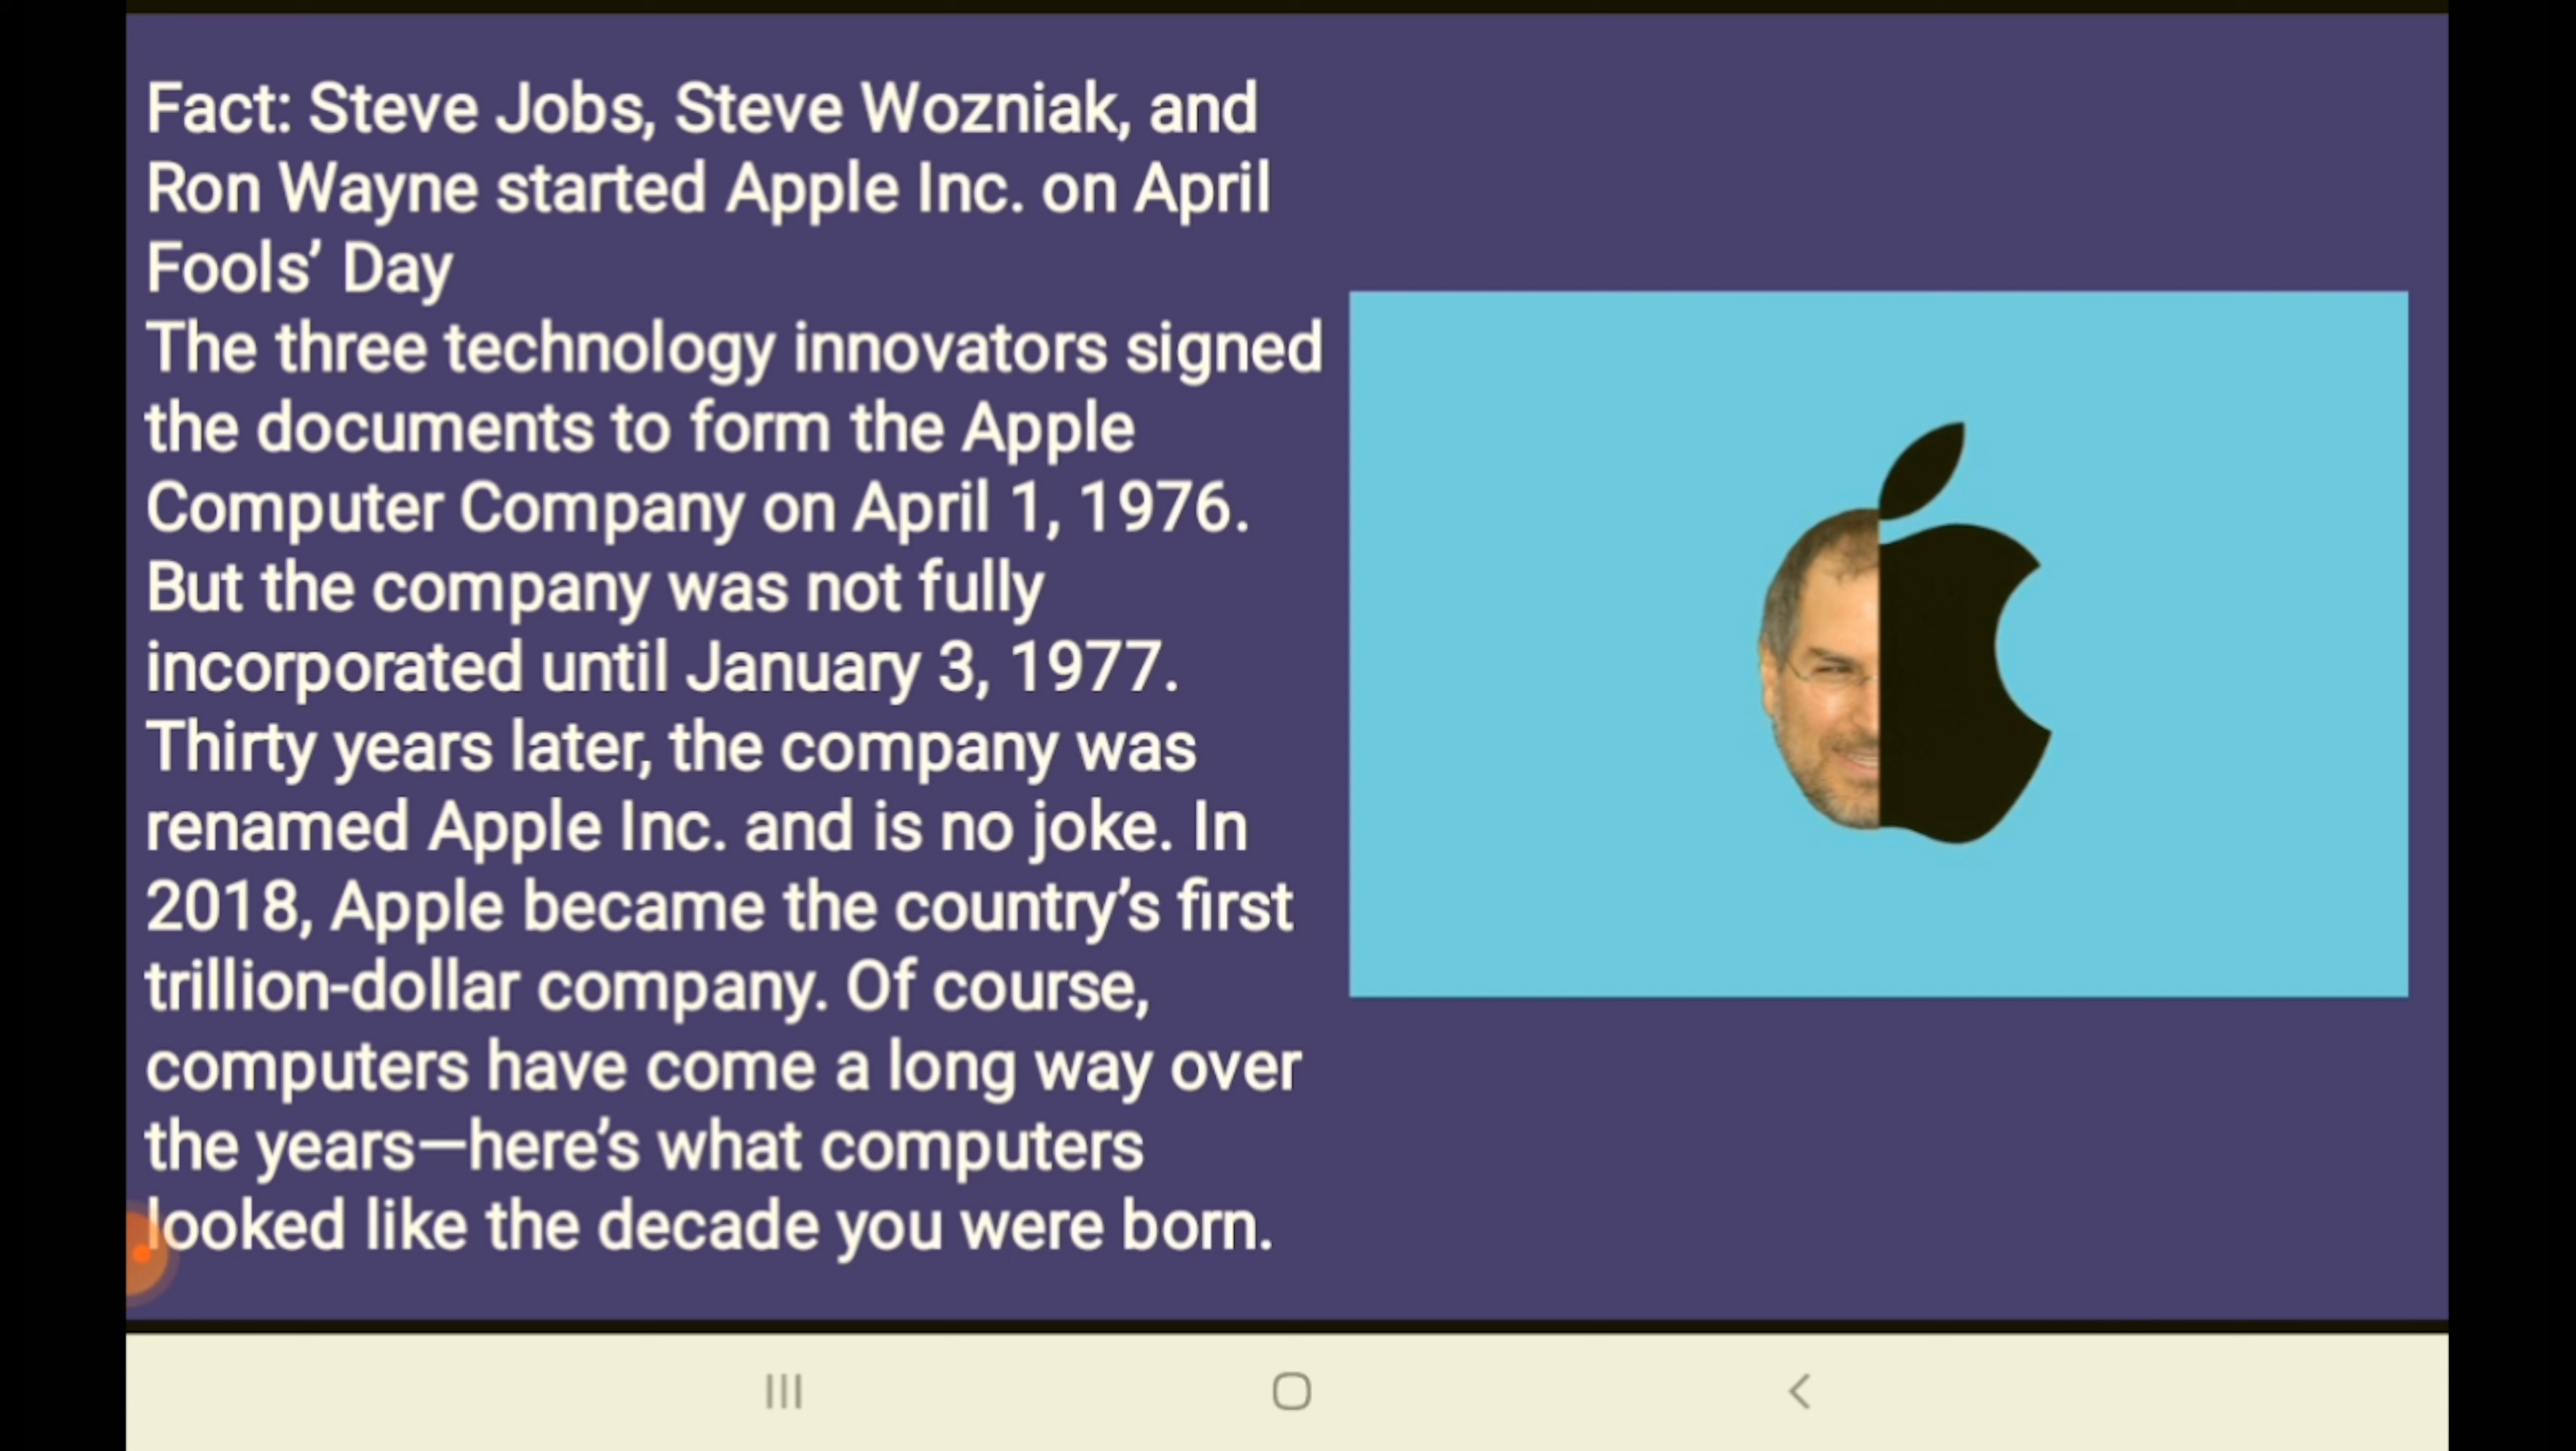 Fact: Steve Jobs, Steve Wozniak, and
Ron Wayne started Apple Inc. on April
Fools’ Day
The three technology innovators signed
the documents to form the Apple
Computer Company on April 1, 1976.
But the company was not fully
incorporated until January 3, 1977.
Thirty years later, the company was
renamed Apple Inc. and is no joke. In
2018, Apple became the country’s first
trillion-dollar company. Of course,
computers have come a long way over
the years—here’s what computers
looked like the decade you were born.